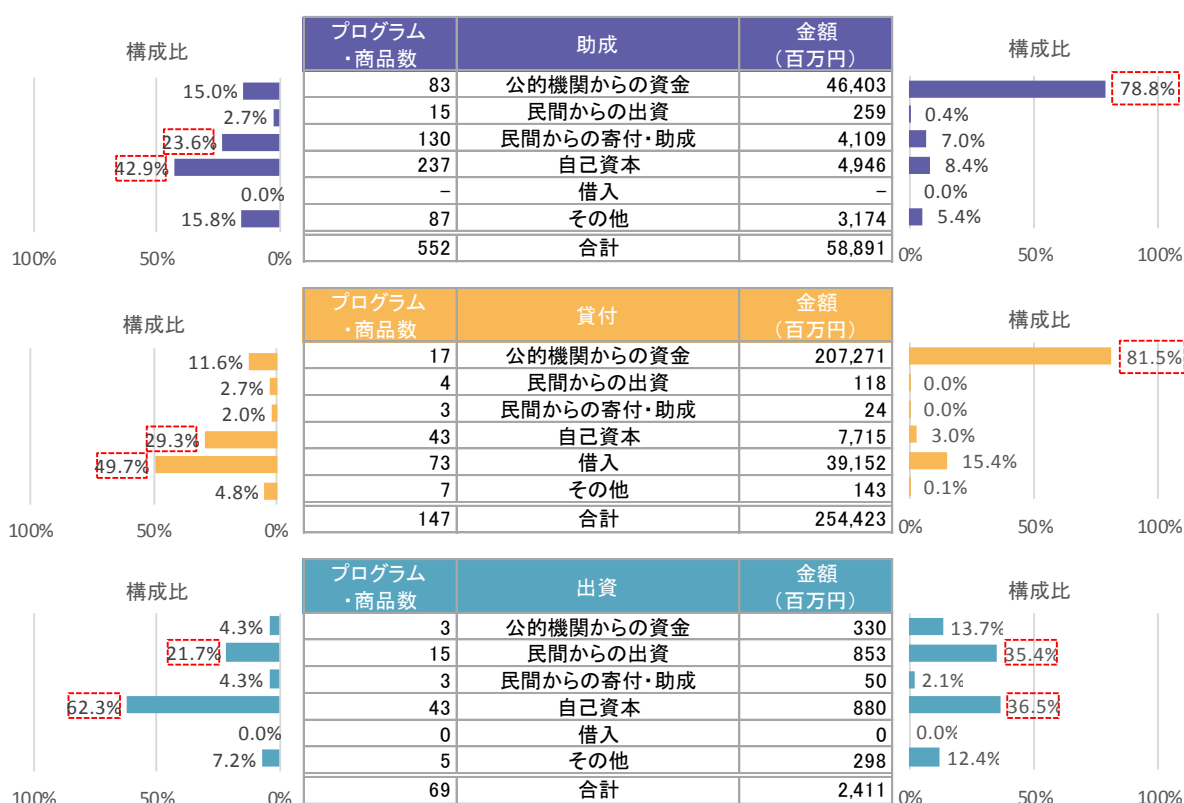 構成比
15.0%
2.7%
23.6%
42.9%
0.0%
15.8%
100% 50% 0%
プログラム・商品数 助成 金額（百万円）
83 公的機関からの資金 46,403
15 民間からの出資 259
130 民間からの寄付・助成 4,109
237 自己資本 4,946
－ 借入 －
87 その他 3,174
552 合計 58,891
構成比
78.8%
0.4%
7.0%
8.4%
0.0%
5.4%
0% 50% 100%
構成比
11.6%
2.7%
2.0%
29.3%
49.7%
4.8%
100% 50% 0%
プログラム・商品数 貸付 金額（百万円）
17 公的機関からの資金 207,271
4 民間からの出資 118
3 民間からの寄付・助成 24
43 自己資本 7,715
73 借入 39,152
7 その他 143
147 合計 254,423
構成比
81.5%
0.0%
0.0%
3.0%
15.4%
0.1%
0% 50% 100%
構成比
4.3%
21.7%
4.3%
62.3%
0.0%
7.2%
100% 50% 0%
プログラム・商品数 出資 金額（百万円）
3 公的機関からの資金 330
15 民間からの出資 853
3 民間からの寄付・助成 50
43 自己資本 880
0 借入 0
5 その他 298
69 合計 2,411
構成比
13.7%
35.4%
2.1%
36.5%
0.0%
12.4%
0% 50% 100%